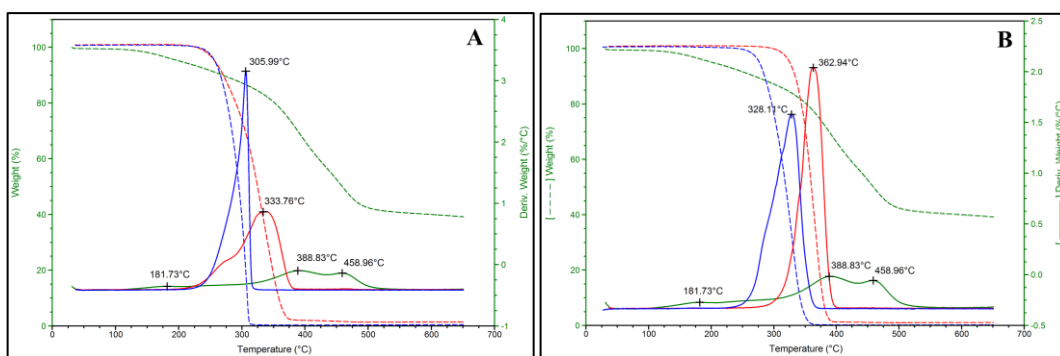 A
305.99°C
333.76°C
388.83°C
458.96°C
181.73°C
Weight (%)
100
80
60
40
20
0
Deriv. Weight (%/°C)
4
3
2
1
0
-1
0 100 200 300 400 500 600 700
Temperature (°C)
B
362.94°C
328.11°C
388.83°C
458.96°C
181.73°C
[ – – – – ] Weight (%)
100
80
60
40
20
0
2.5
2.0
1.5
1.0
0.5
0.0
-0.5
0 100 200 300 400 500 600 700
Temperature (°C)